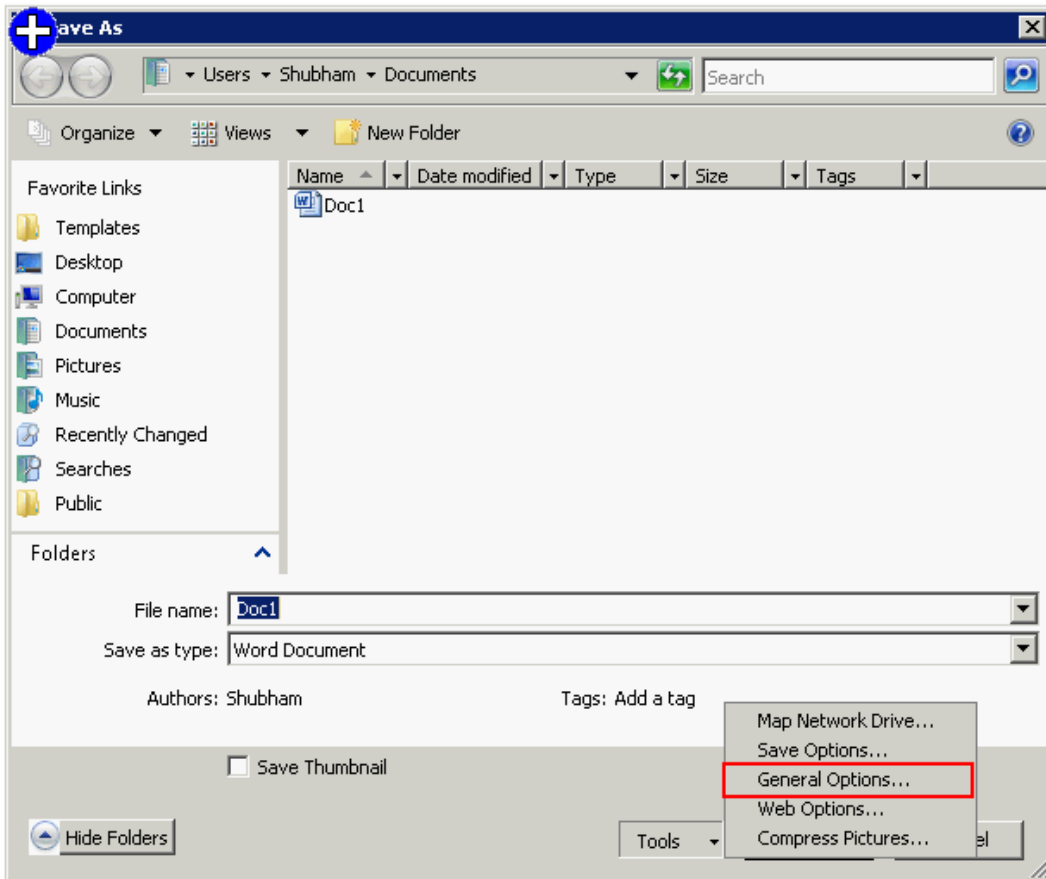 ave As
Users Shubham Documents
Search
Organize Views New Folder
Favorite Links
Templates
Desktop
Computer
Documents
Pictures
Music
Recently Changed
Searches
Public
Folders
Name Date modified Type Size Tags
Doc1
File name: Doc1
Save as type: Word Document
Authors: Shubham Tags: Add a tag
Save Thumbnail
Map Network Drive...
Save Options...
General Options...
Web Options...
Compress Pictures...
Hide Folders
Tools
el